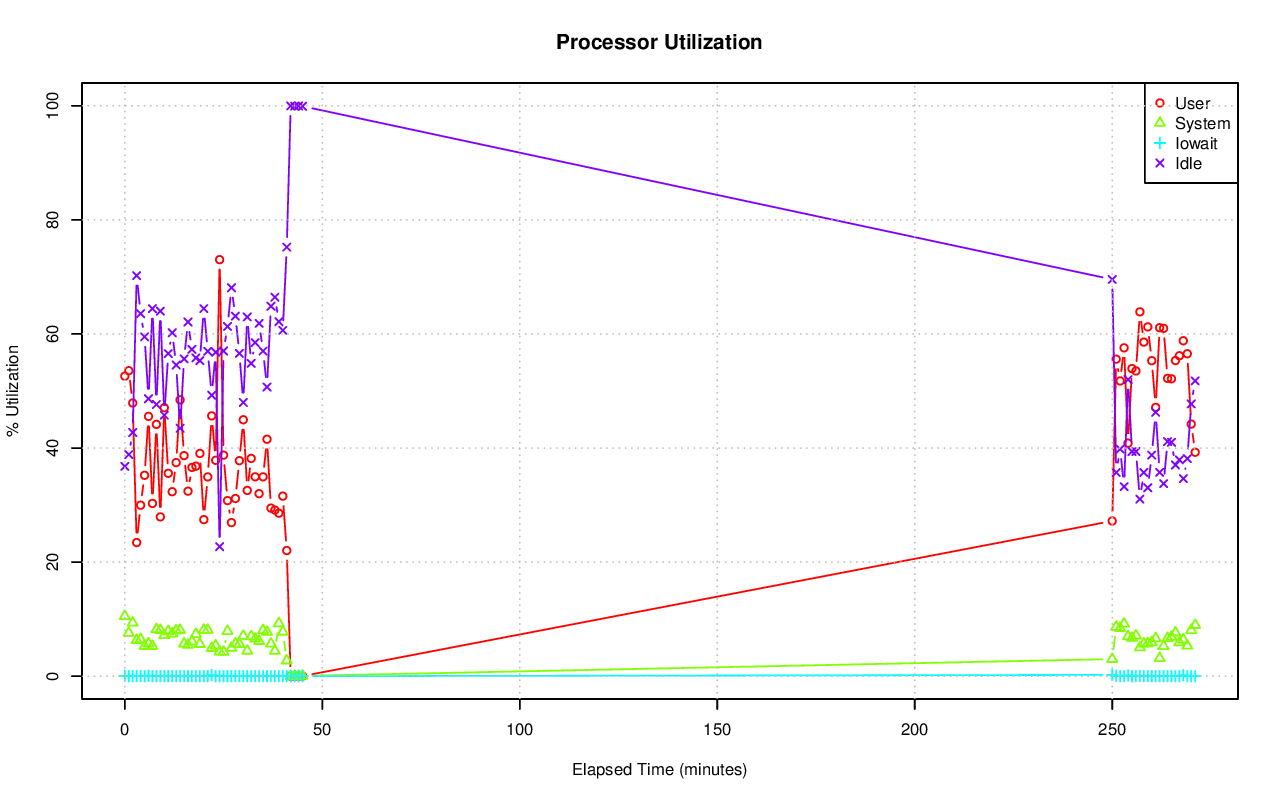 Processor Utilization
User
System
Iowait
Idle
% Utilization
100
80
60
40
20
0
0 50 100 150 200 250
Elapsed Time (minutes)